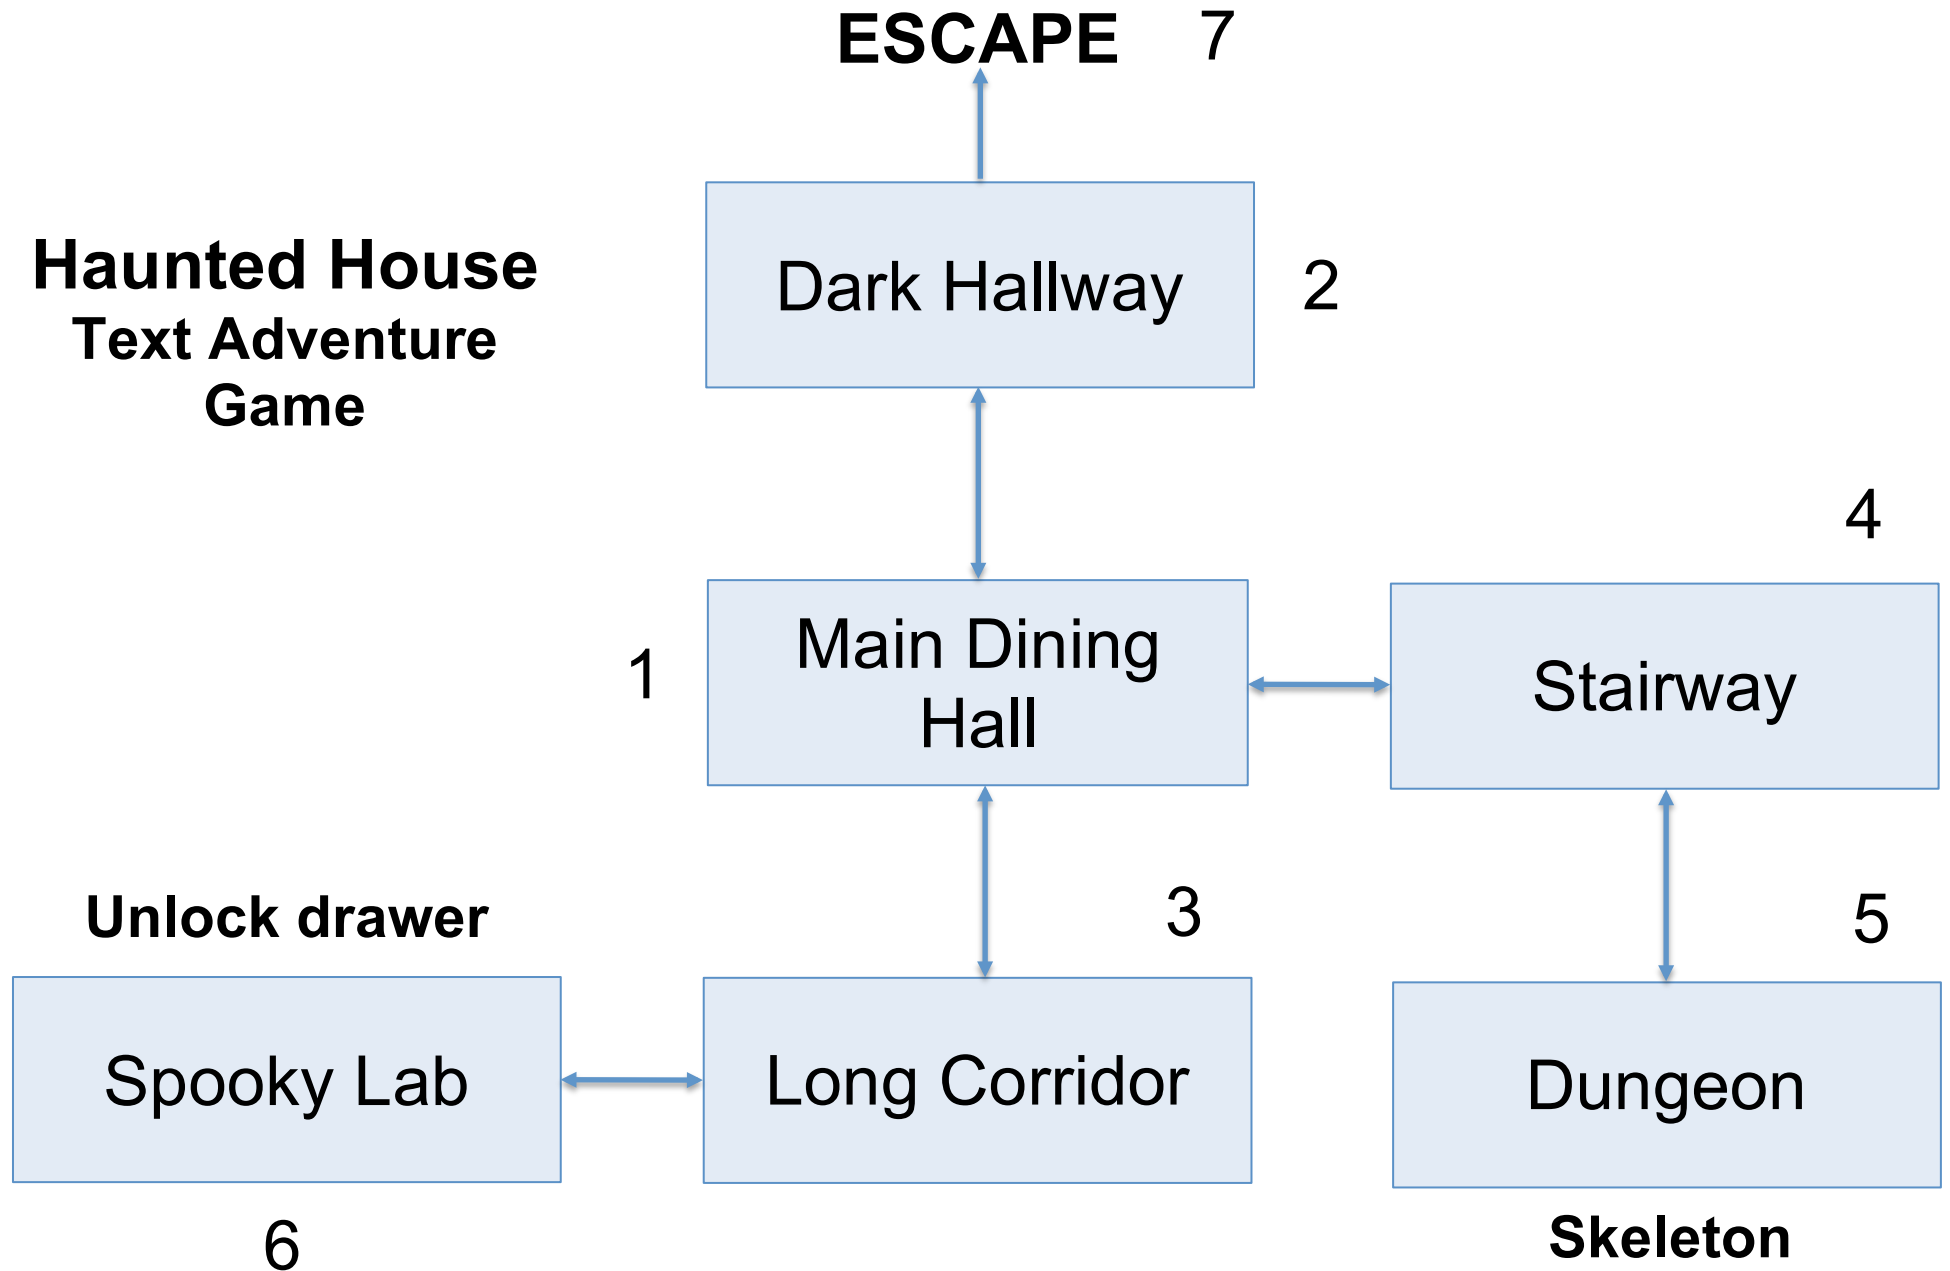 ESCAPE 7
Haunted House
Text Adventure
Game
Dark Hallway
2
4
1
Main Dining
Hall
Stairway
Unlock drawer
3
5
Spooky Lab
Long Corridor
Dungeon
6
Skeleton